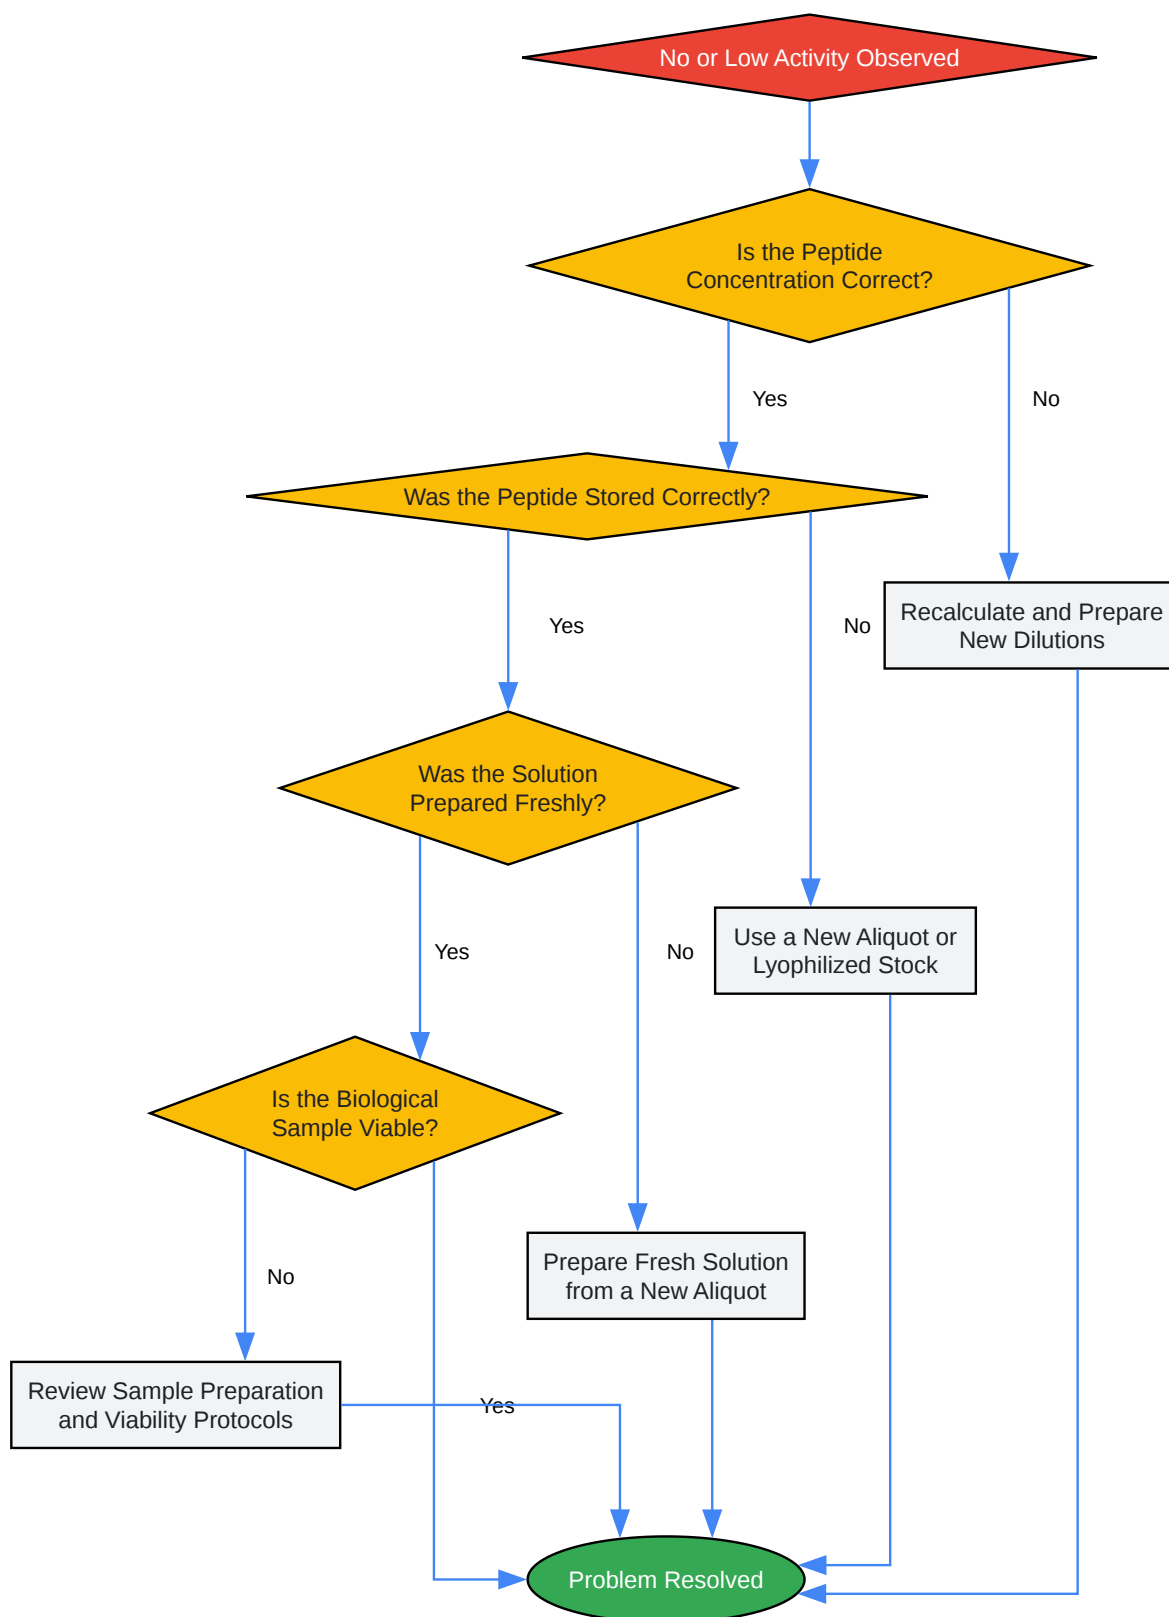 No or Low Activity Observed
Is the Peptide
Concentration Correct?
Yes
No
Was the Peptide Stored Correctly?
Recalculate and Prepare
New Dilutions
Yes
No
Was the Solution
Prepared Freshly?
Use a New Aliquot or
Lyophilized Stock
Yes
No
Is the Biological
Sample Viable?
Prepare Fresh Solution
from a New Aliquot
No
Review Sample Preparation
and Viability Protocols
Yes
Problem Resolved